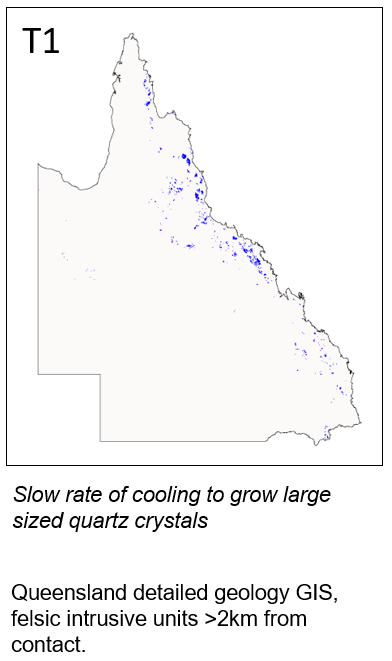 T1
Slow rate of cooling to grow large
sized quartz crystals
Queensland detailed geology GIS,
felsic intrusive units >2km from
contact.